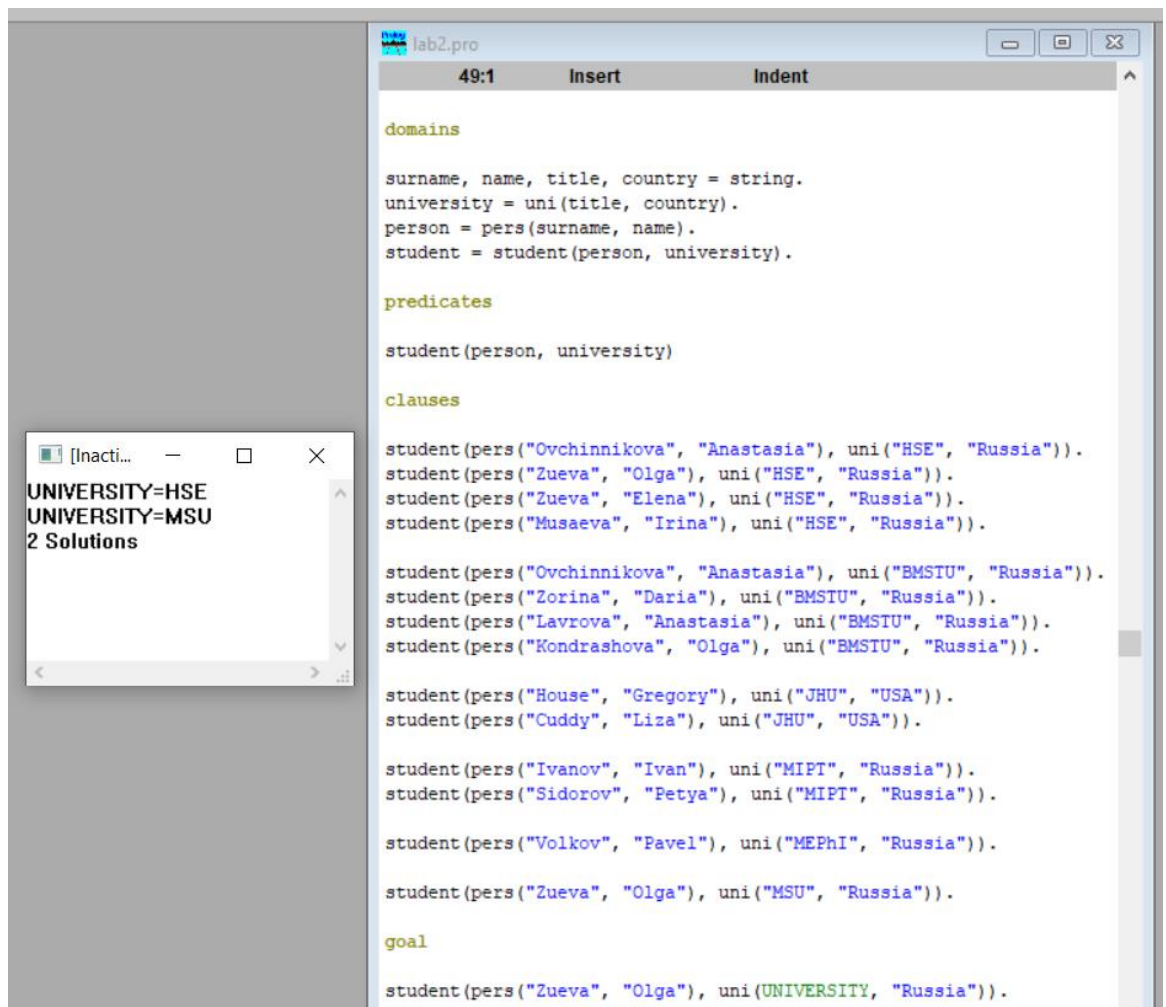 [Inacti...
UNIVERSITY=HSE
UNIVERSITY=MSU
2 Solutions
lab2.pro
49:1 Insert Indent
domains
surname, name, title, country = string.
university = uni(title, country).
person = pers(surname, name).
student = student(person, university).
predicates
student(person, university)
clauses
student(pers("Ovchinnikova", "Anastasia"), uni("HSE", "Russia")).
student(pers("Zueva", "Olga"), uni("HSE", "Russia")).
student(pers("Zueva", "Elena"), uni("HSE", "Russia")).
student(pers("Musaeva", "Irina"), uni("HSE", "Russia")).
student(pers("Ovchinnikova", "Anastasia"), uni("BMSTU", "Russia")).
student(pers("Zorina", "Daria"), uni("BMSTU", "Russia")).
student(pers("Lavrova", "Anastasia"), uni("BMSTU", "Russia")).
student(pers("Kondrashova", "Olga"), uni("BMSTU", "Russia")).
student(pers("House", "Gregory"), uni("JHU", "USA")).
student(pers("Cuddy", "Liza"), uni("JHU", "USA")).
student(pers("Ivanov", "Ivan"), uni("MIPT", "Russia")).
student(pers("Sidorov", "Petya"), uni("MIPT", "Russia")).
student(pers("Volkov", "Pavel"), uni("MEPhI", "Russia")).
student(pers("Zueva", "Olga"), uni("MSU", "Russia")).
goal
student(pers("Zueva", "Olga"), uni(UNIVERSITY, "Russia")).